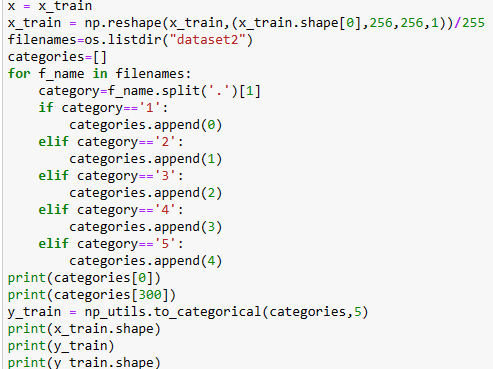 x = x_train
x_train = np.reshape(x_train,(x_train.shape[0],256,256,1))/255
filenames=os.listdir("dataset2")
categories=[]
for f_name in filenames:
    category=f_name.split('.')[1]
    if category=='1':
        categories.append(0)
    elif category=='2':
        categories.append(1)
    elif category=='3':
        categories.append(2)
    elif category=='4':
        categories.append(3)
    elif category=='5':
        categories.append(4)
print(categories[0])
print(categories[300])
y_train = np_utils.to_categorical(categories,5)
print(x_train.shape)
print(y_train)
print(y_train.shape)